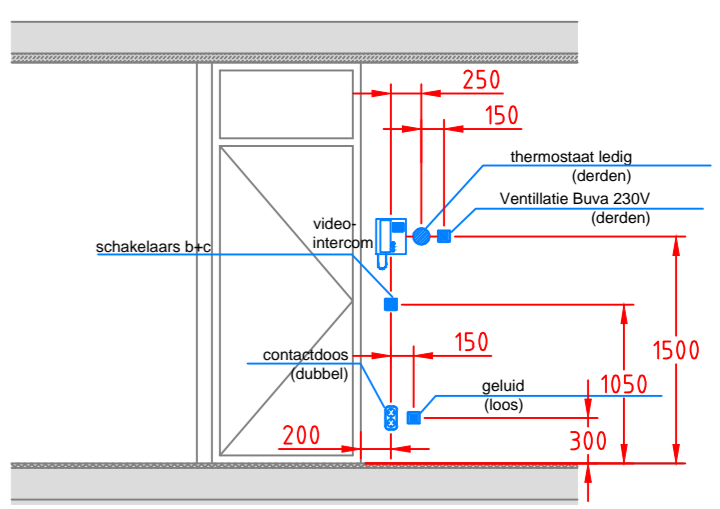 250
150
thermostaat ledig
(derden)
Ventillatie Buva 230V
(derden)
video-
intercom
schakelaars b+c
150
1500
contactdoos
(dubbel)
1050
geluid
(loos)
200
300